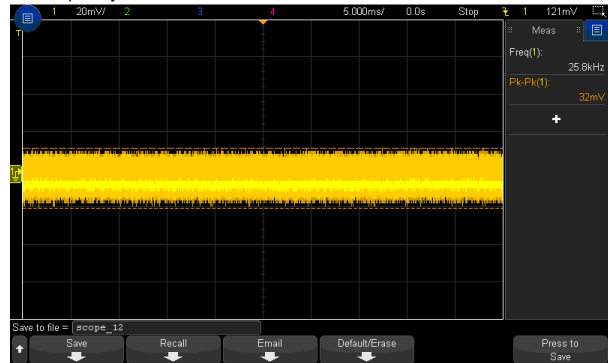 1 20mV/ 2 3 4 5.000ms/ 0.0s Stop 1 121mV
T
Meas
Freq(1):
25.8kHz
Pk-Pk(1):
32mV
+
1
Save to file = scope_12
Save Recall Email Default/Erase Press to
Save